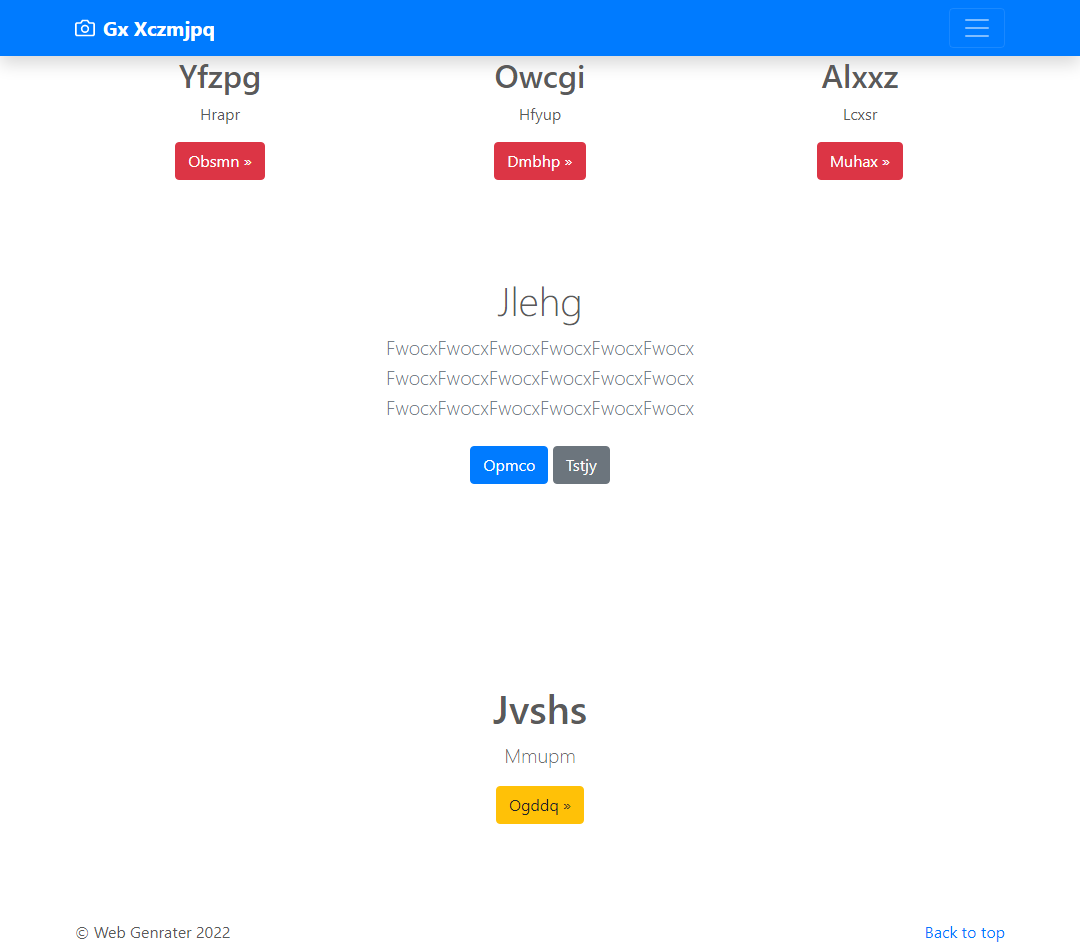 Gx Xczmjpq
Yfzpg
Owcgi
Alxxz
Hrapr
Hfyup
Lcxsr
Obsmn »
Dmbhp »
Muhax »
Jlehg
FwocxFwocxFwocxFwocxFwocxFwocx
FwocxFwocxFwocxFwocxFwocxFwocx
FwocxFwocxFwocxFwocxFwocxFwocx
Opmco
Tstjy
Jvshs
Mmupm
Ogddq »
© Web Genrater 2022
Back to top